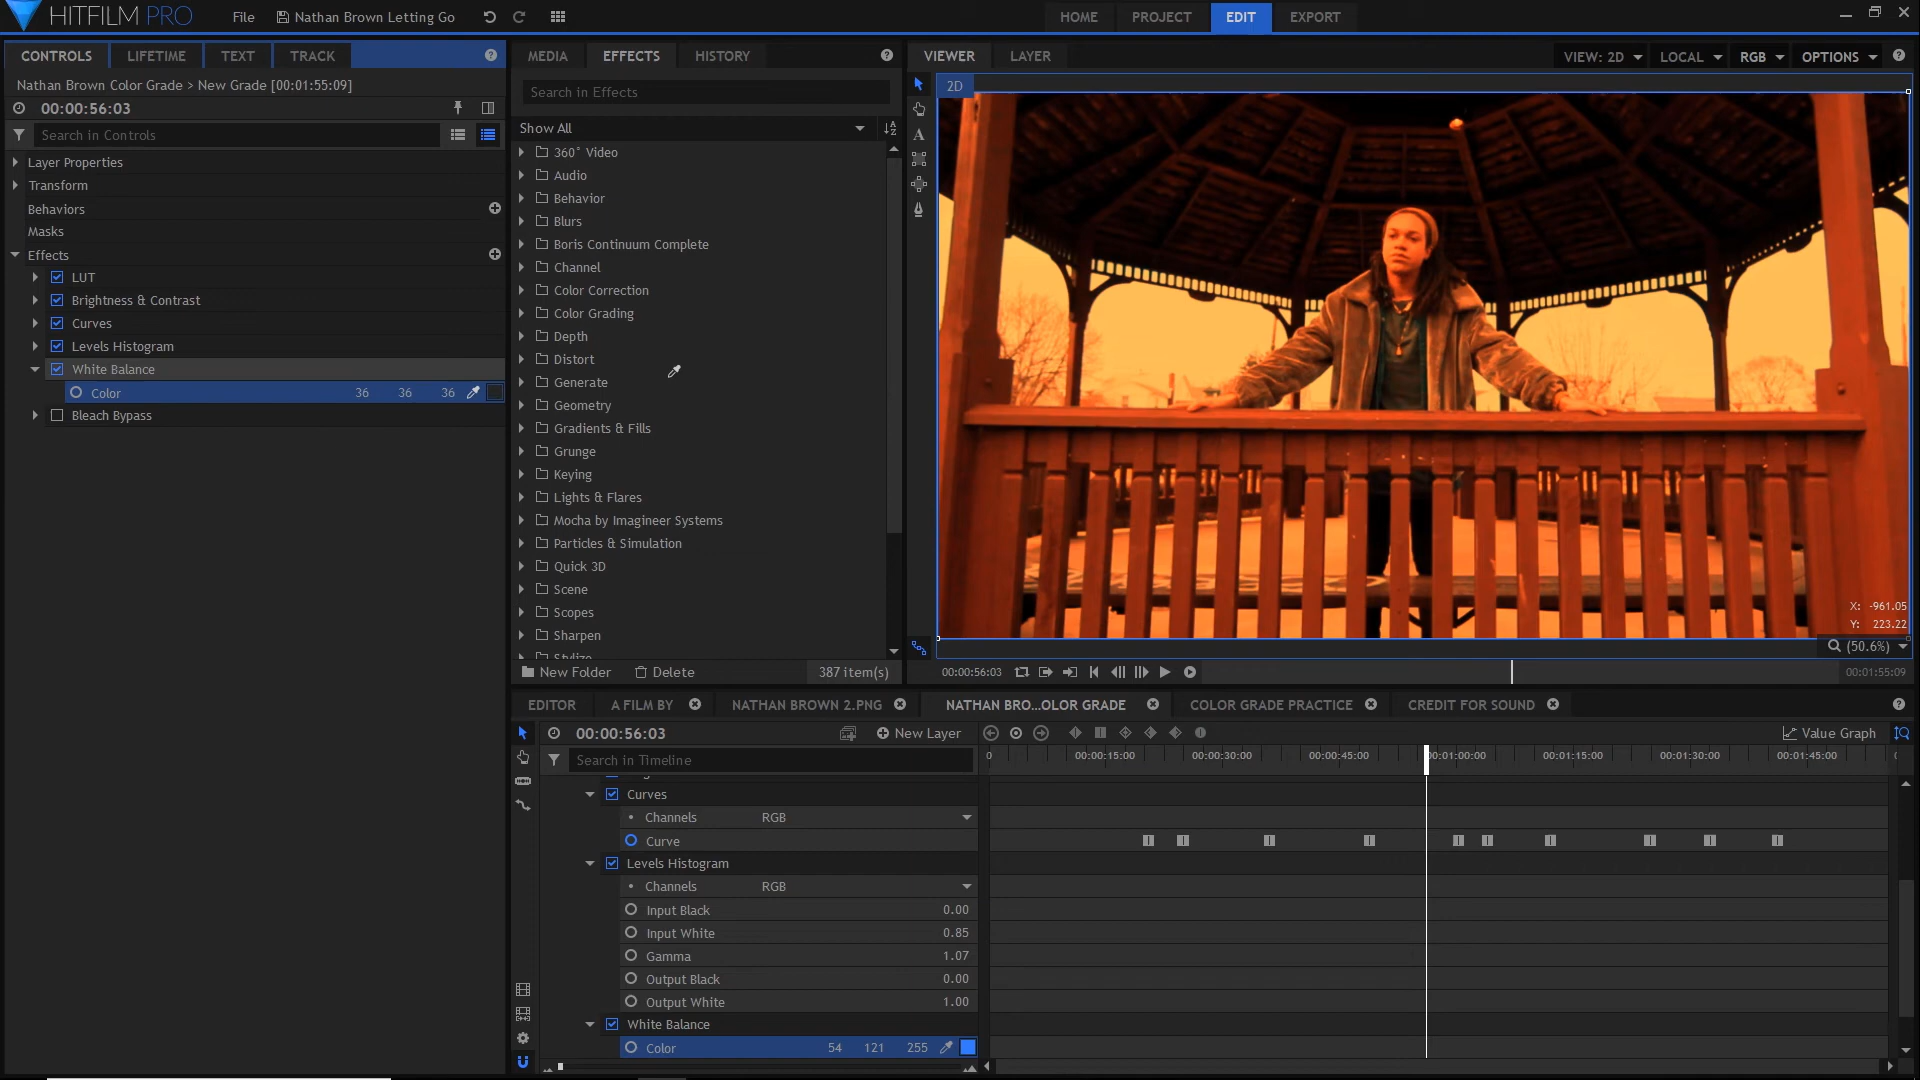 HITFILM PRO
File
Nathan Brown Letting Go
HOME
PROJECT
EDIT
EXPORT
CONTROLS
LIFETIME
TEXT
TRACK
MEDIA
EFFECTS
HISTORY
VIEWER
LAYER
VIEW: 2D
LOCAL
RGB
OPTIONS
Nathan Brown Color Grade > New Grade [00:01:55:09]
00:00:56:03
Search in Controls
Layer Properties
Transform
Behaviors
Masks
Effects
LUT
Brightness & Contrast
Curves
Levels Histogram
White Balance
Color 36 36 36
Bleach Bypass
Search in Effects
Show All
360° Video
Audio
Behavior
Blurs
Boris Continuum Complete
Channel
Color Correction
Color Grading
Depth
Distort
Generate
Geometry
Gradients & Fills
Grunge
Keying
Lights & Flares
Mocha by Imagineer Systems
Particles & Simulation
Quick 3D
Scene
Scopes
Sharpen
Stylize
New Folder
Delete
387 item(s)
2D
X: -961.05
Y: 223.22
(50.6%)
00:00:56:03
00:01:55:09
EDITOR
A FILM BY
NATHAN BROWN 2.PNG
NATHAN BRO...OLOR GRADE
COLOR GRADE PRACTICE
CREDIT FOR SOUND
00:00:56:03
New Layer
Value Graph
Search in Timeline
0 00:00:15:00 00:00:30:00 00:00:45:00 00:01:00:00 00:01:15:00 00:01:30:00 00:01:45:00
Curves
Channels RGB
Curve
Levels Histogram
Channels RGB
Input Black 0.00
Input White 0.85
Gamma 1.07
Output Black 0.00
Output White 1.00
White Balance
Color 54 121 255